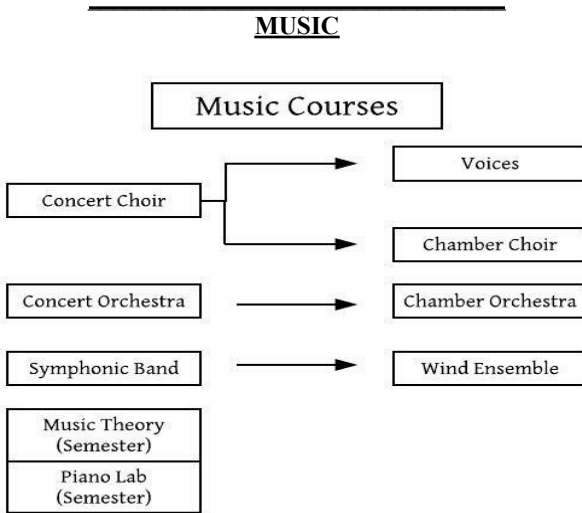 MUSIC
Music Courses
Voices
Concert Choir
Chamber Choir
Concert Orchestra
Chamber Orchestra
Symphonic Band
Wind Ensemble
Music Theory
(Semester)
Piano Lab
(Semester)